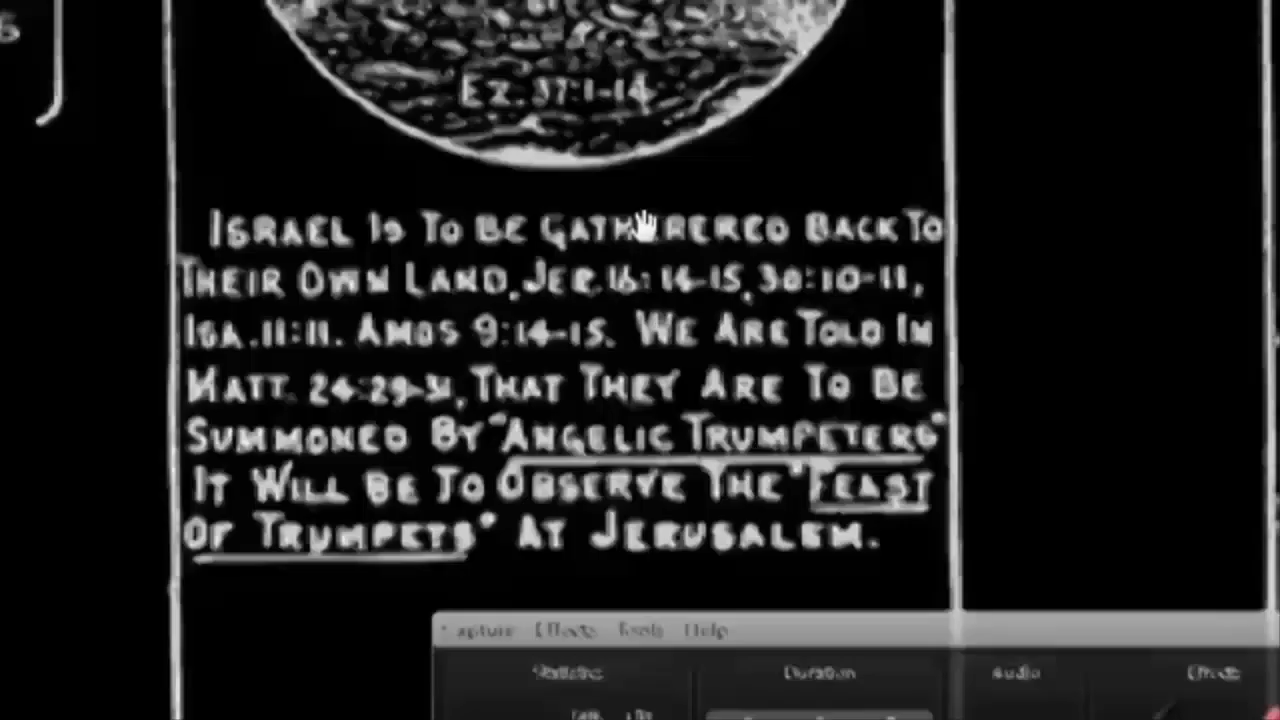 Ez. 37:1-14
ISRAEL IS TO BE GATHERERED BACK TO
THEIR OWN LAND, JER. 16:14-15, 30:10-11,
ISA. 11:11. AMOS 9:14-15. WE ARE TOLD IN
MATT. 24:29-31, THAT THEY ARE TO BE
SUMMONED BY "ANGELIC TRUMPETERS"
IT WILL BE TO OBSERVE THE "FEAST
OF TRUMPETS" AT JERUSALEM.
Capture Effects Tools Help
Statistics Duration Audio Effects